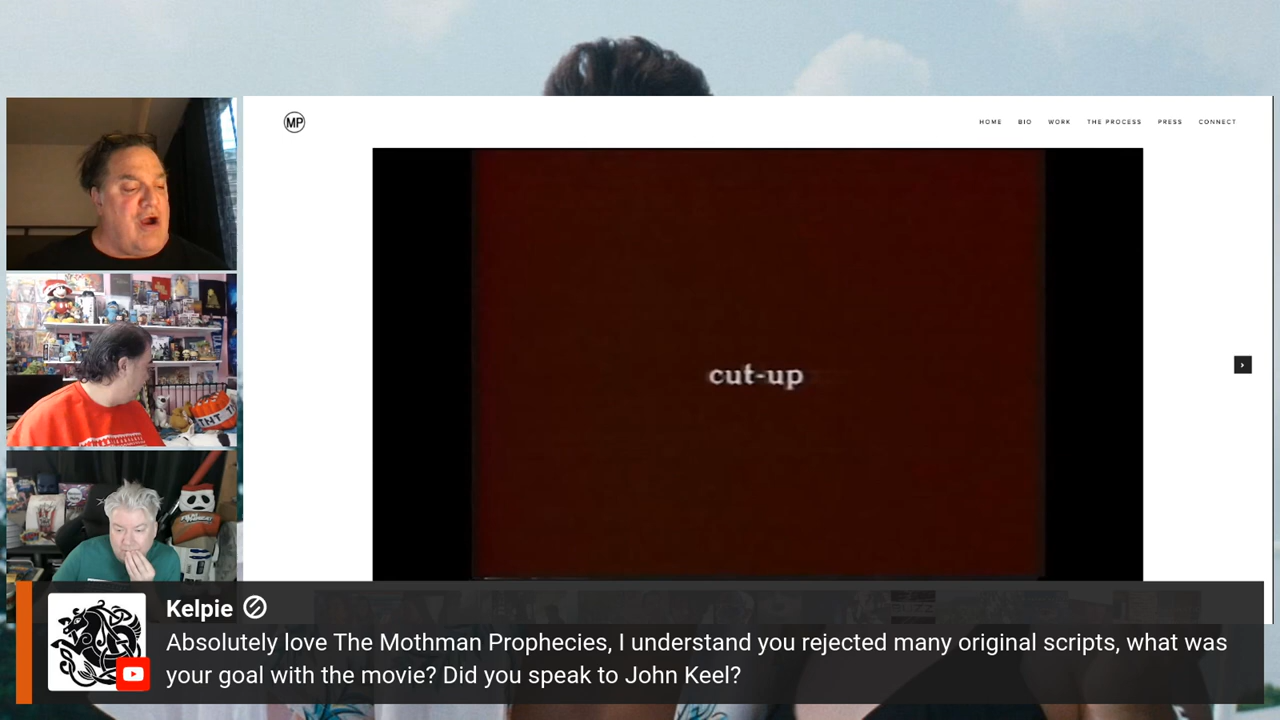 MP
HOME BIO WORK THE PROCESS PRESS CONNECT
cut-up
Kelpie
Absolutely love The Mothman Prophecies, I understand you rejected many original scripts, what was
your goal with the movie? Did you speak to John Keel?